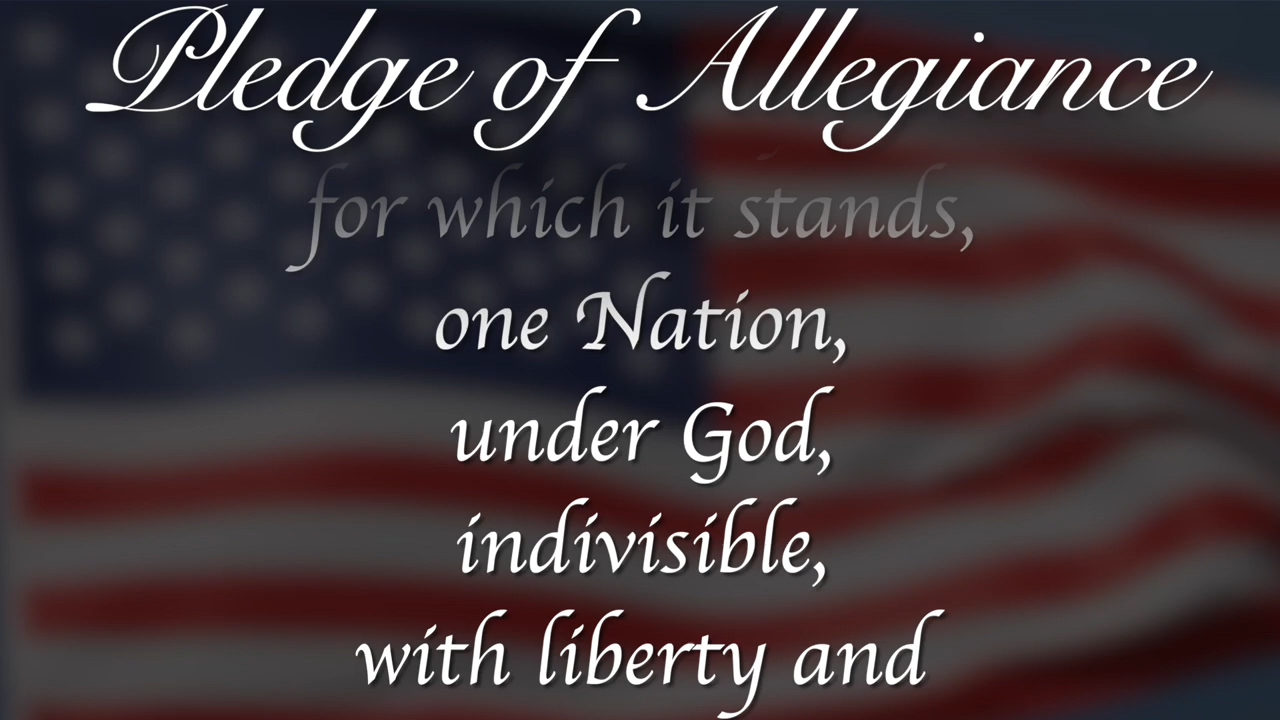 Pledge of Allegiance
for which it stands,
one Nation,
under God,
indivisible,
with liberty and